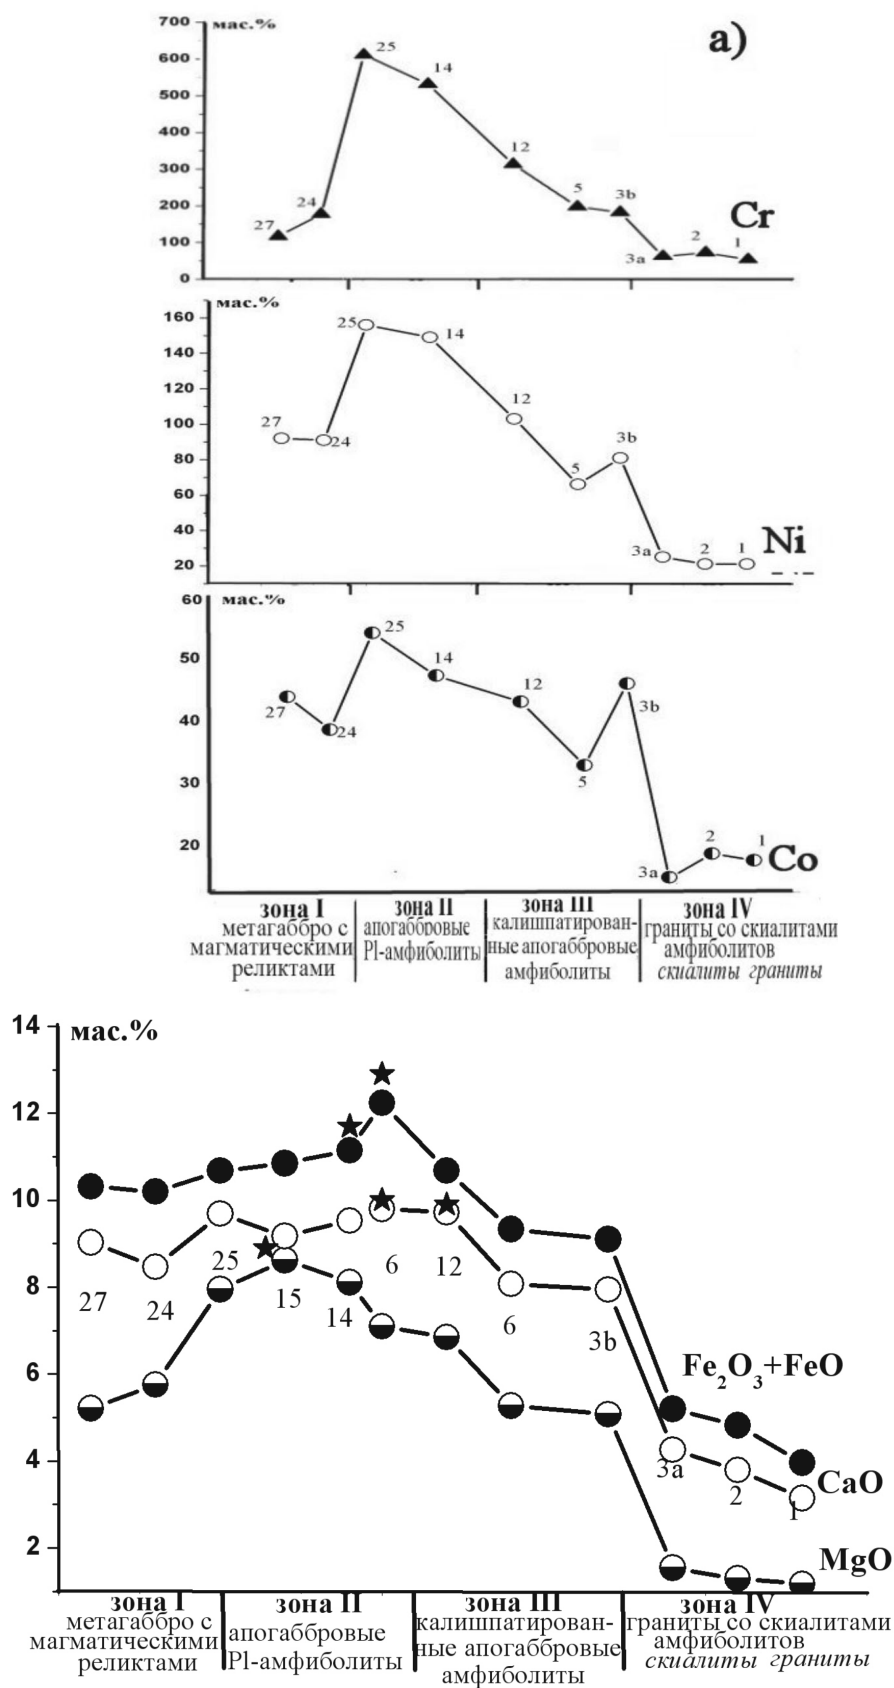 700
мас.%
а)
600
500
400
300
200
100
0
25
14
12
5
3b
24
27
3a
2
1
Cr
мас.%
160
140
120
100
80
60
40
20
25
14
12
27
24
3b
5
3a
2
1
Ni
60
мас.%
50
40
30
20
25
14
12
27
24
3b
5
3a
2
1
Co
зона I
метагаббро с
магматическими
реликтами
зона II
апогаббровые
Pl-амфиболиты
зона III
калишпатирован-
ные апогаббровые
амфиболиты
зона IV
граниты со скиалитами
амфиболитов
скиалиты граниты
14
мас.%
12
10
8
6
4
2
27
24
25
15
14
6
12
6
3b
3a
2
1
Fe2O3+FeO
CaO
MgO
зона I
метагаббро с
магматическими
реликтами
зона II
апогаббровые
Pl-амфиболиты
зона III
калишпатирован-
ные апогаббровые
амфиболиты
зона IV
граниты со скиалитами
амфиболитов
скиалиты граниты